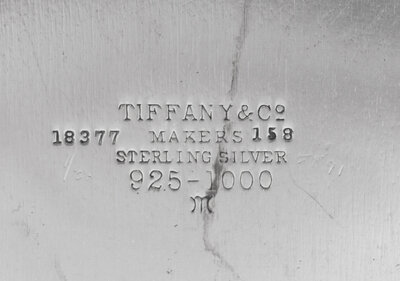 TIFFANY & Cº
18377 MAKERS 158
STERLING SILVER
925-1000
m